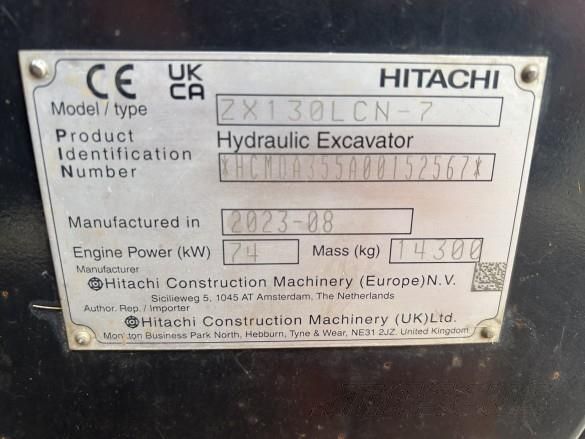 CE UK CA HITACHI
Model / type ZX130LCN-7
Product Hydraulic Excavator
Identification
Number *HCMDA355A00152567*
Manufactured in 2023-08
Engine Power (kW) 74 Mass (kg) 14300
Manufacturer
Hitachi Construction Machinery (Europe)N.V.
Sicilieweg 5, 1045 AT Amsterdam, The Netherlands
Author. Rep. / Importer
Hitachi Construction Machinery (UK)Ltd.
Monkton Business Park North, Hebburn, Tyne & Wear, NE31 2JZ. United Kingdom